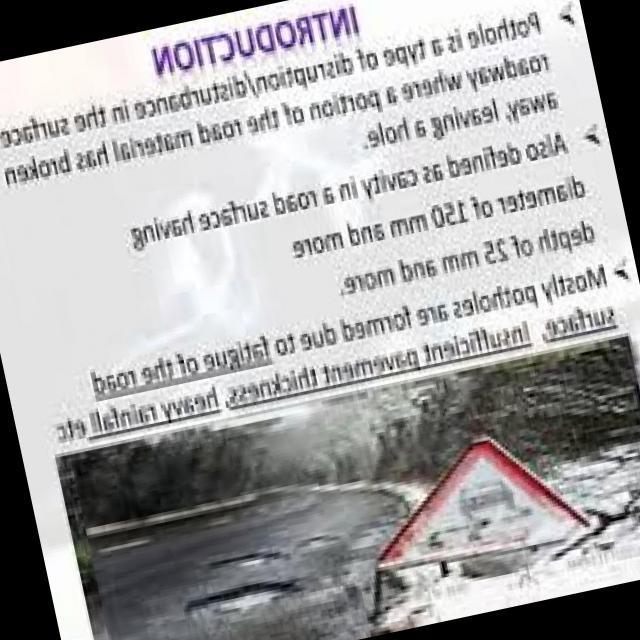 INTRODUCTION
Pothole is a type of disruption\disturbance in the surface
roadway where a portion of the road material has broken
away, leaving a hole.
Also defined as cavity in a road surface having
diameter of 150 mm and more
depth of 25 mm and more.
Mostly potholes are formed due to fatigue of the road
surface, Insufficient pavement thickness, heavy rainfall, etc